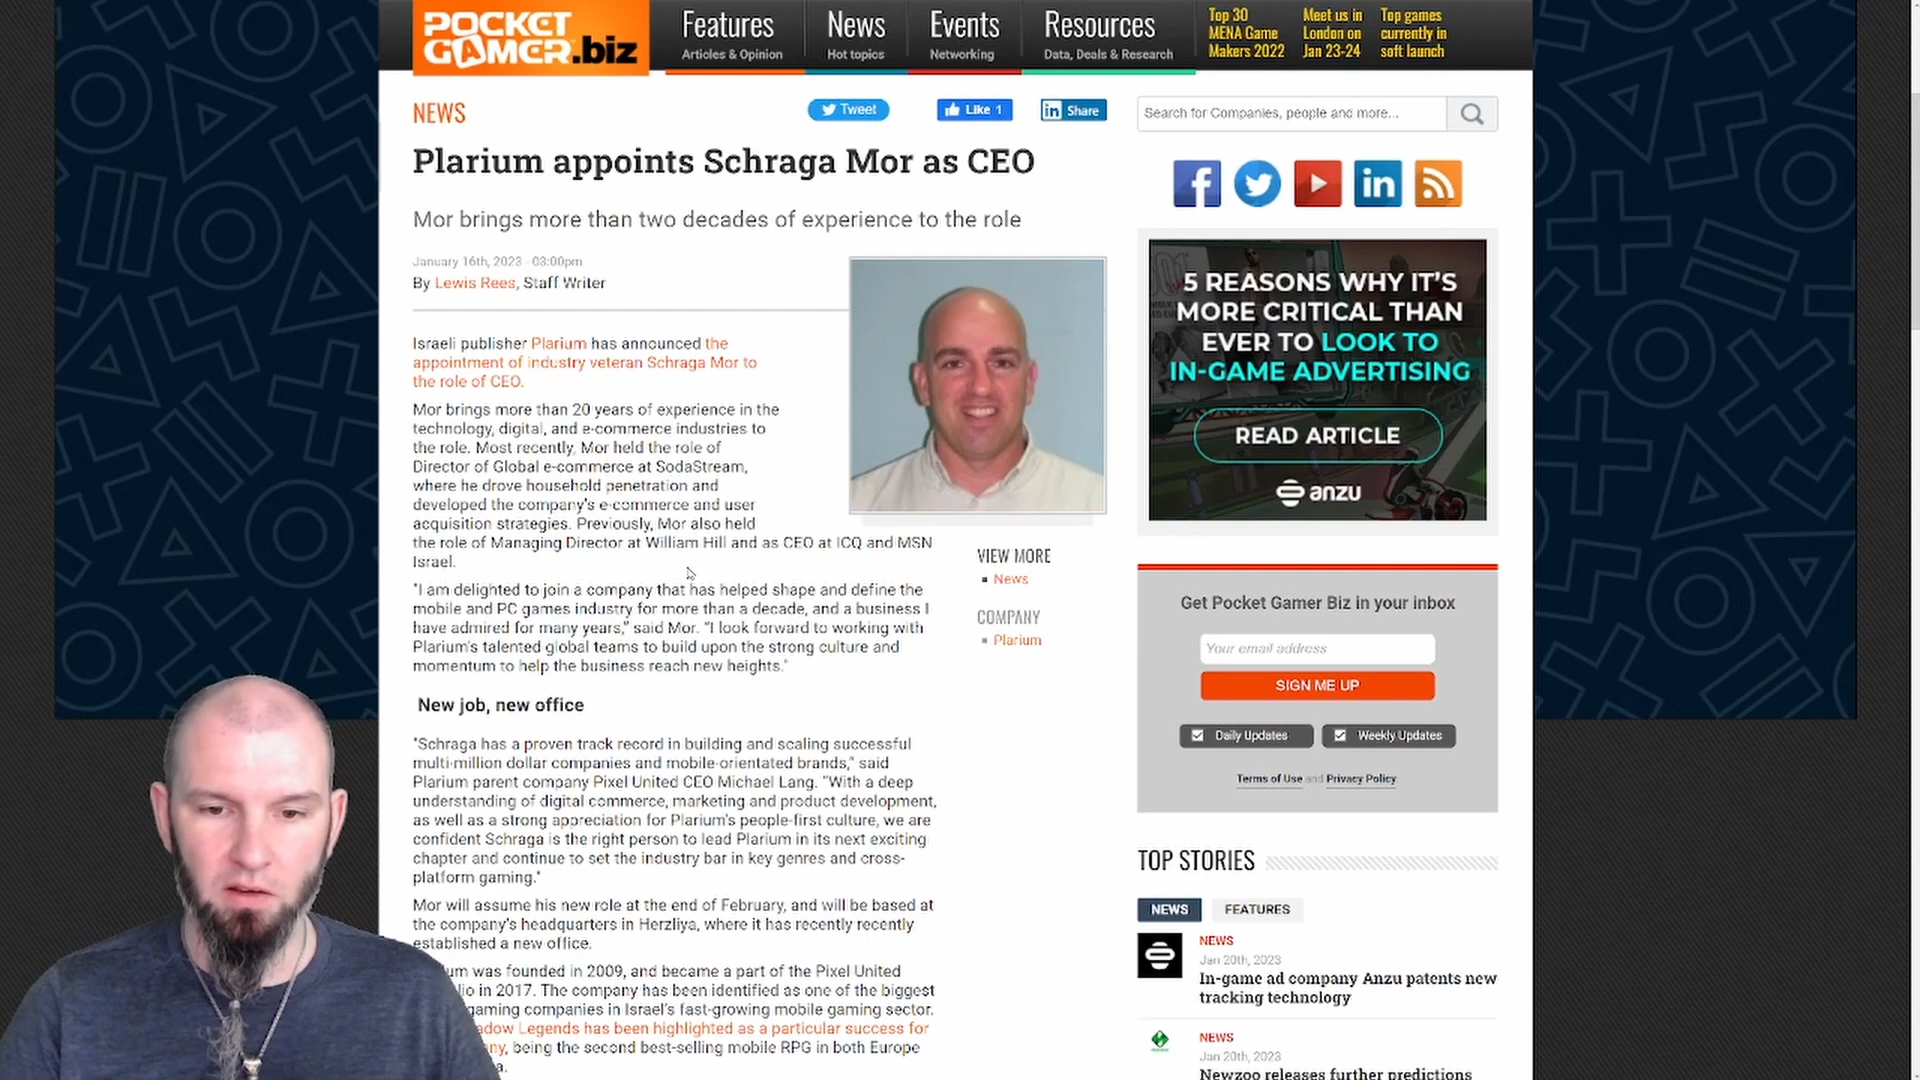 POCKET
GAMER.biz
Features
Articles & Opinion
News
Hot topics
Events
Networking
Resources
Data, Deals & Research
Top 30
MENA Game
Makers 2022
Meet us in
London on
Jan 23-24
Top games
currently in
soft launch
NEWS
Tweet
Like 1
in Share
Search for Companies, people and more...
Plarium appoints Schraga Mor as CEO
Mor brings more than two decades of experience to the role
January 16th, 2023 - 03:00pm
By Lewis Rees, Staff Writer
Israeli publisher Plarium has announced the
appointment of industry veteran Schraga Mor to
the role of CEO.
Mor brings more than 20 years of experience in the
technology, digital, and e-commerce industries to
the role. Most recently, Mor held the role of
Director of Global e-commerce at SodaStream,
where he drove household penetration and
developed the company's e-commerce and user
acquisition strategies. Previously, Mor also held
the role of Managing Director at William Hill and as CEO at ICQ and MSN
Israel.
"I am delighted to join a company that has helped shape and define the
mobile and PC games industry for more than a decade, and a business I
have admired for many years," said Mor. "I look forward to working with
Plarium's talented global teams to build upon the strong culture and
momentum to help the business reach new heights."
New job, new office
"Schraga has a proven track record in building and scaling successful
multi-million dollar companies and mobile-orientated brands," said
Plarium parent company Pixel United CEO Michael Lang. "With a deep
understanding of digital commerce, marketing and product development,
as well as a strong appreciation for Plarium's people-first culture, we are
confident Schraga is the right person to lead Plarium in its next exciting
chapter and continue to set the industry bar in key genres and cross-
platform gaming."
Mor will assume his new role at the end of February, and will be based at
the company's headquarters in Herzliya, where it has recently recently
established a new office.
um was founded in 2009, and became a part of the Pixel United
lio in 2017. The company has been identified as one of the biggest
gaming companies in Israel's fast-growing mobile gaming sector.
adow Legends has been highlighted as a particular success for
ny, being the second best-selling mobile RPG in both Europe
a.
VIEW MORE
News
COMPANY
Plarium
f
in
5 REASONS WHY IT'S
MORE CRITICAL THAN
EVER TO LOOK TO
IN-GAME ADVERTISING
READ ARTICLE
anzu
Get Pocket Gamer Biz in your inbox
Your email address
SIGN ME UP
Daily Updates
Weekly Updates
Terms of Use and Privacy Policy
TOP STORIES
NEWS
FEATURES
NEWS
Jan 20th, 2023
In-game ad company Anzu patents new
tracking technology
NEWS
Jan 20th, 2023
Newzoo releases further predictions